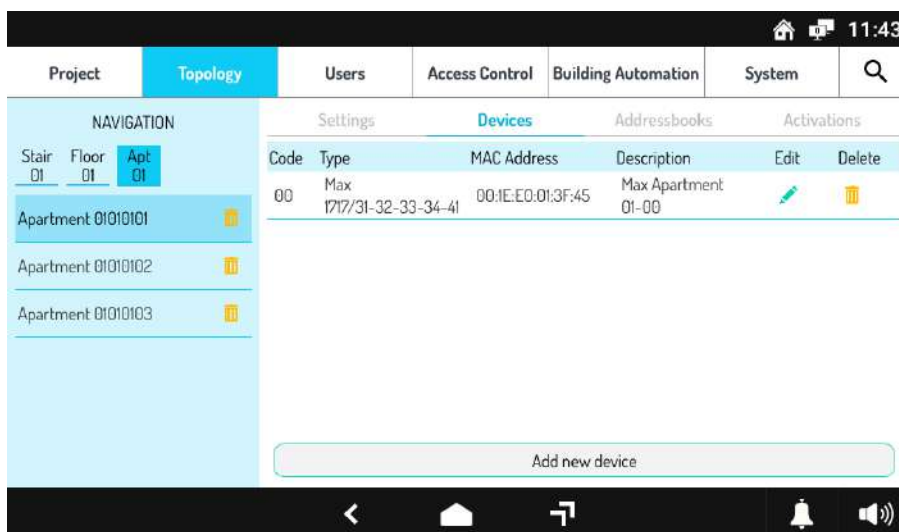 11:43
Project Topology Users Access Control Building Automation System
NAVIGATION Settings Devices Addressbooks Activations
Stair Floor Apt
01 01 01
Code Type MAC Address Description Edit Delete
00 Max 1717/31-32-33-34-41 00:1E:E0:01:3F:45 Max Apartment 01-00
Apartment 01010101
Apartment 01010102
Apartment 01010103
Add new device